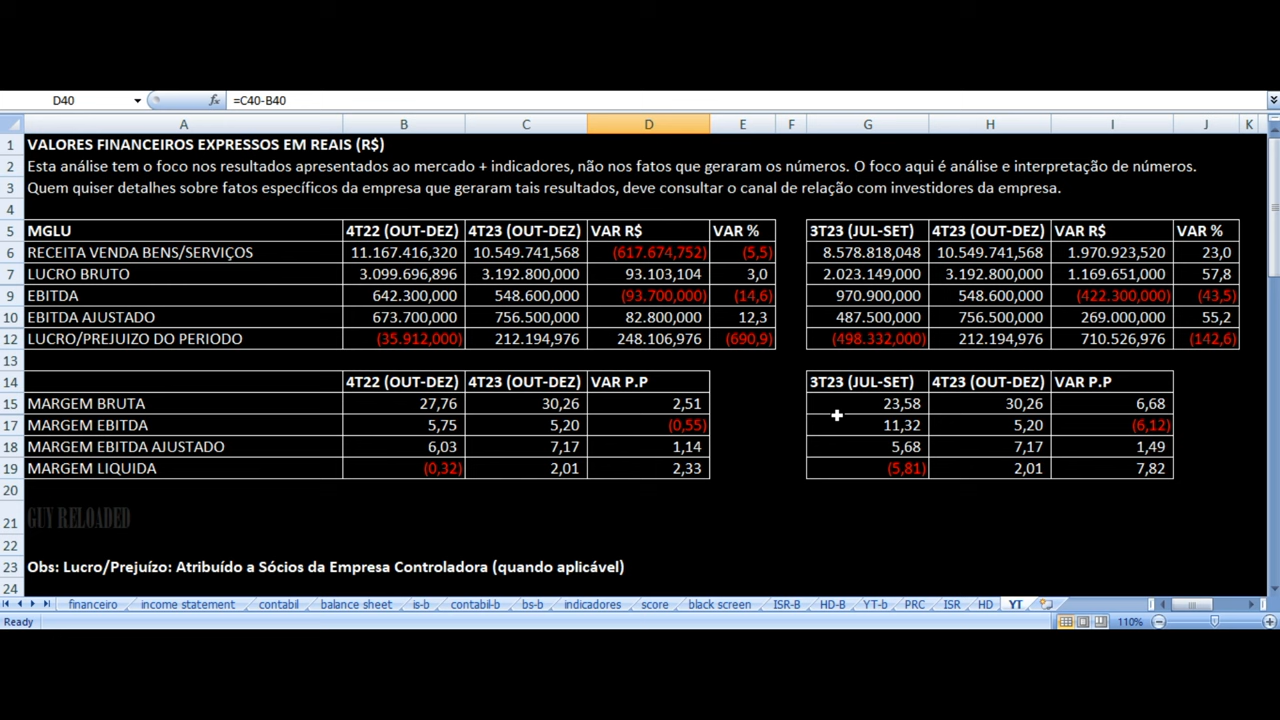 D40 fx =C40-B40
A B C D E F G H I J K
1 VALORES FINANCEIROS EXPRESSOS EM REAIS (R$)
2 Esta análise tem o foco nos resultados apresentados ao mercado + indicadores, não nos fatos que geraram os números. O foco aqui é análise e interpretação de números.
3 Quem quiser detalhes sobre fatos específicos da empresa que geraram tais resultados, deve consultar o canal de relação com investidores da empresa.
4
5 MGLU 4T22 (OUT-DEZ) 4T23 (OUT-DEZ) VAR R$ VAR % 3T23 (JUL-SET) 4T23 (OUT-DEZ) VAR R$ VAR %
6 RECEITA VENDA BENS/SERVIÇOS 11.167.416,320 10.549.741,568 (617.674,752) (5,5) 8.578.818,048 10.549.741,568 1.970.923,520 23,0
7 LUCRO BRUTO 3.099.696,896 3.192.800,000 93.103,104 3,0 2.023.149,000 3.192.800,000 1.169.651,000 57,8
9 EBITDA 642.300,000 548.600,000 (93.700,000) (14,6) 970.900,000 548.600,000 (422.300,000) (43,5)
10 EBITDA AJUSTADO 673.700,000 756.500,000 82.800,000 12,3 487.500,000 756.500,000 269.000,000 55,2
12 LUCRO/PREJUIZO DO PERIODO (35.912,000) 212.194,976 248.106,976 (690,9) (498.332,000) 212.194,976 710.526,976 (142,6)
13
14 4T22 (OUT-DEZ) 4T23 (OUT-DEZ) VAR P.P 3T23 (JUL-SET) 4T23 (OUT-DEZ) VAR P.P
15 MARGEM BRUTA 27,76 30,26 2,51 23,58 30,26 6,68
17 MARGEM EBITDA 5,75 5,20 (0,55) 11,32 5,20 (6,12)
18 MARGEM EBITDA AJUSTADO 6,03 7,17 1,14 5,68 7,17 1,49
19 MARGEM LIQUIDA (0,32) 2,01 2,33 (5,81) 2,01 7,82
20
21 GUY RELOADED
22
23 Obs: Lucro/Prejuízo: Atribuído a Sócios da Empresa Controladora (quando aplicável)
24
financeiro income statement contabil balance sheet is-b contabil-b bs-b indicadores score black screen ISR-B HD-B YT-b PRC ISR HD YT
Ready 110%